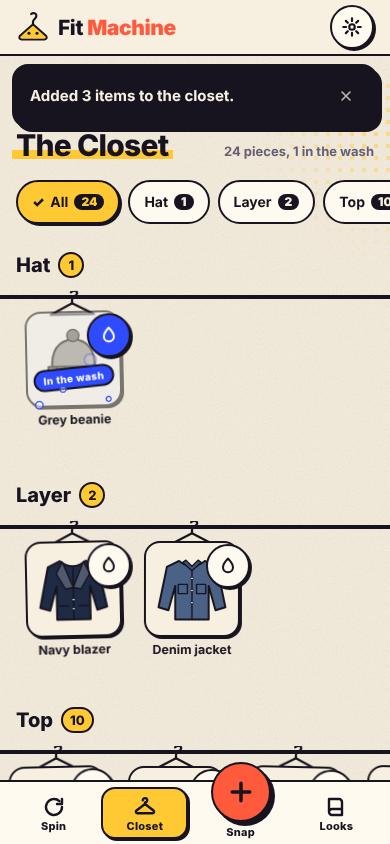 Fit Machine
Added 3 items to the closet.
The Closet
24 pieces, 1 in the wash
All 24
Hat 1
Layer 2
Top 10
Hat 1
In the wash
Grey beanie
Layer 2
Navy blazer
Denim jacket
Top 10
Spin
Closet
Snap
Looks